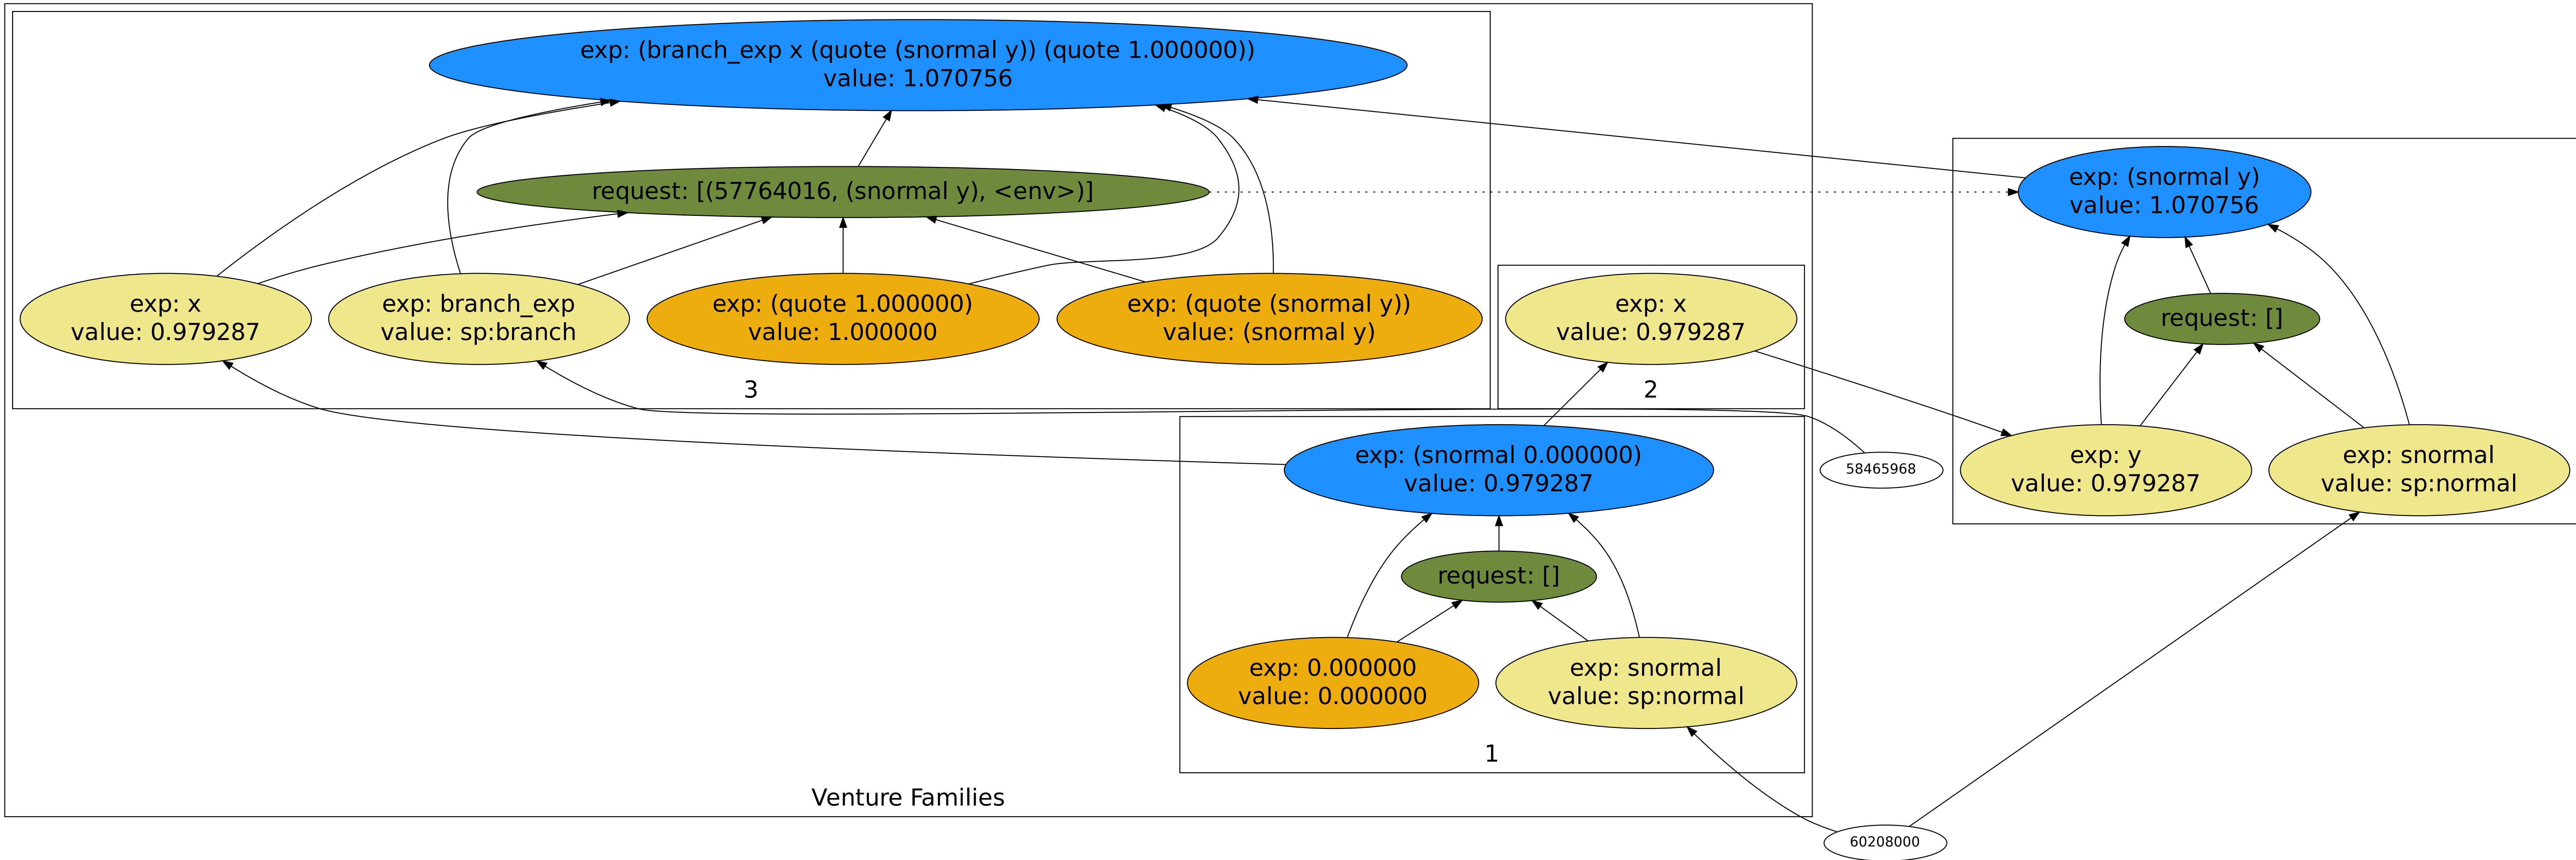 exp: (branch_exp x (quote (snormal y)) (quote 1.000000))
value: 1.070756
request: [(57764016, (snormal y), <env>)]
exp: x
value: 0.979287
exp: branch_exp
value: sp:branch
exp: (quote 1.000000)
value: 1.000000
exp: (quote (snormal y))
value: (snormal y)
3
exp: x
value: 0.979287
2
exp: (snormal y)
value: 1.070756
request: []
exp: y
value: 0.979287
exp: snormal
value: sp:normal
58465968
exp: (snormal 0.000000)
value: 0.979287
request: []
exp: 0.000000
value: 0.000000
exp: snormal
value: sp:normal
1
Venture Families
60208000